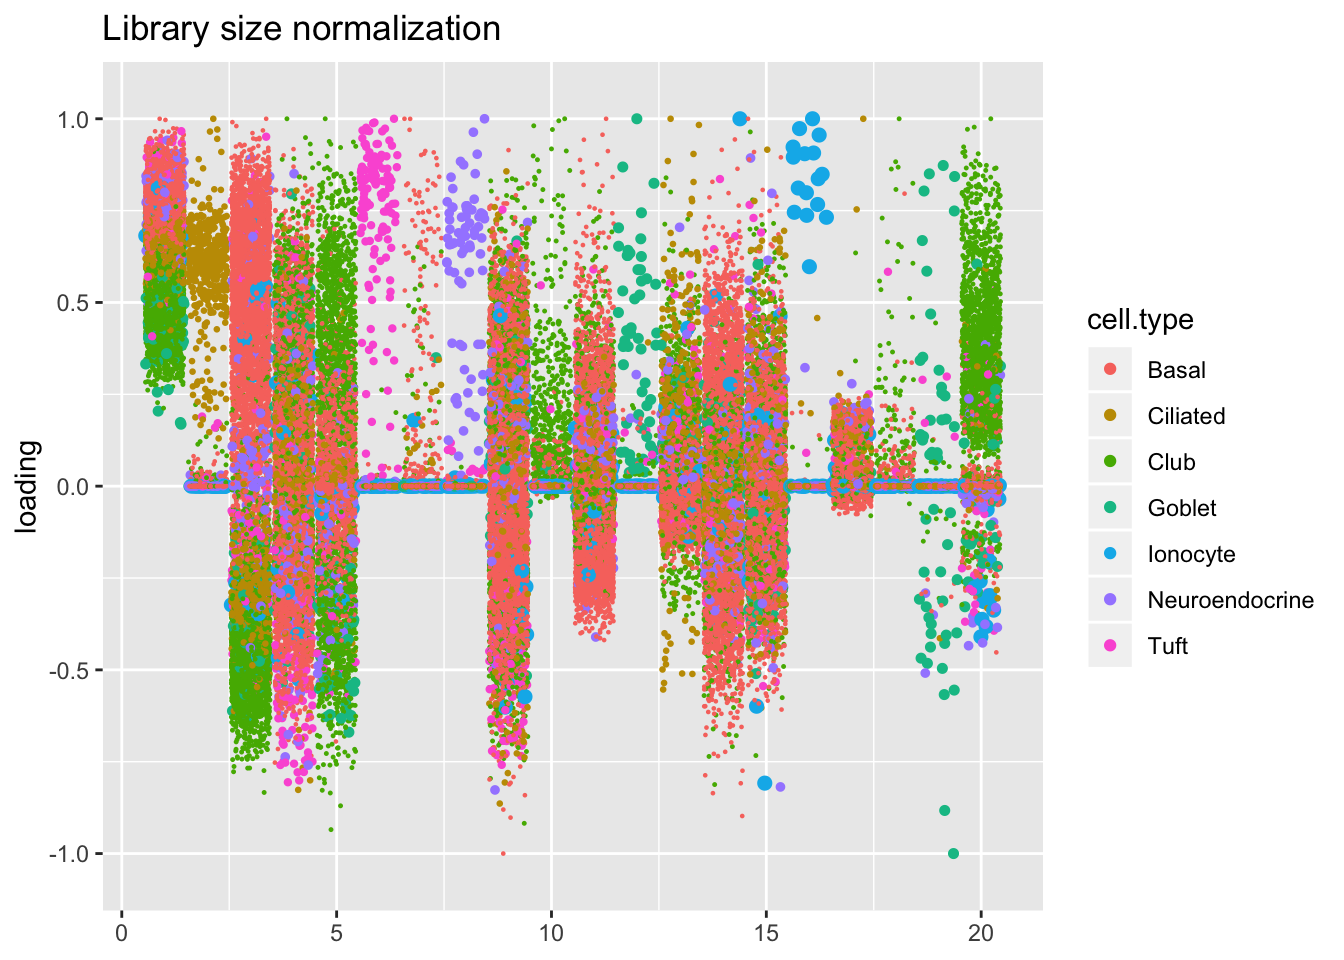 Library size normalization
loading
1.0
0.5
0.0
-0.5
-1.0
0 5 10 15 20
cell.type
Basal
Ciliated
Club
Goblet
Ionocyte
Neuroendocrine
Tuft